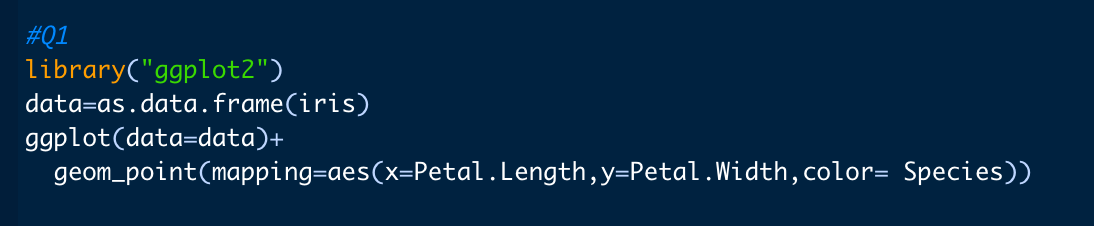 #Q1
library("ggplot2")
data=as.data.frame(iris)
ggplot(data=data)+
  geom_point(mapping=aes(x=Petal.Length,y=Petal.Width,color= Species))